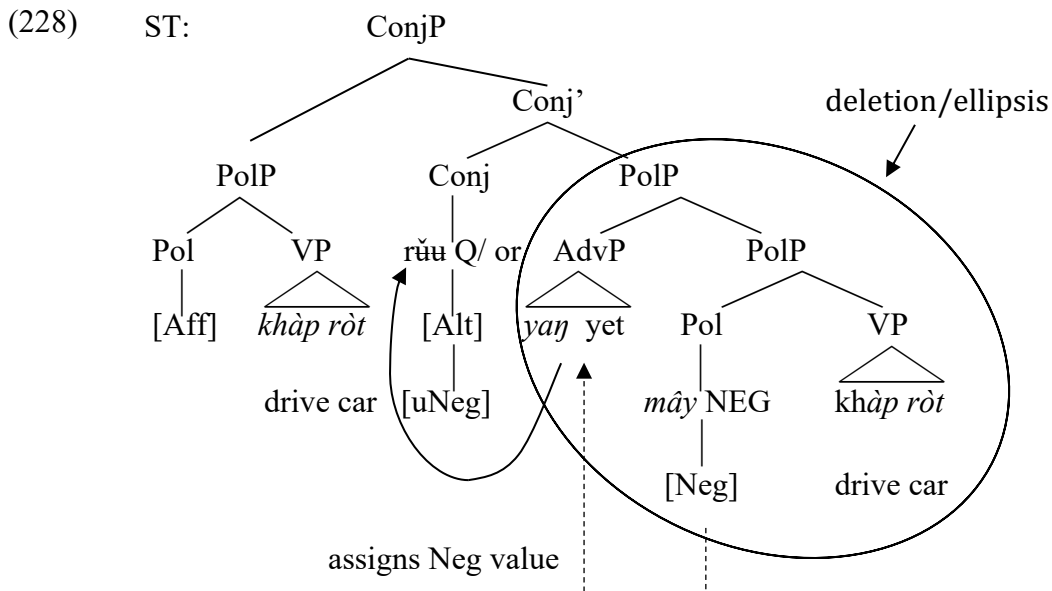 (228) ST: ConjP
Conj’ deletion/ellipsis
PolP Conj PolP
Pol VP rʉ̌ʉ Q/ or AdvP PolP
[Aff] khàp ròt [Alt] yaŋ yet Pol VP
drive car [uNeg] mây NEG khàp ròt
[Neg] drive car
assigns Neg value